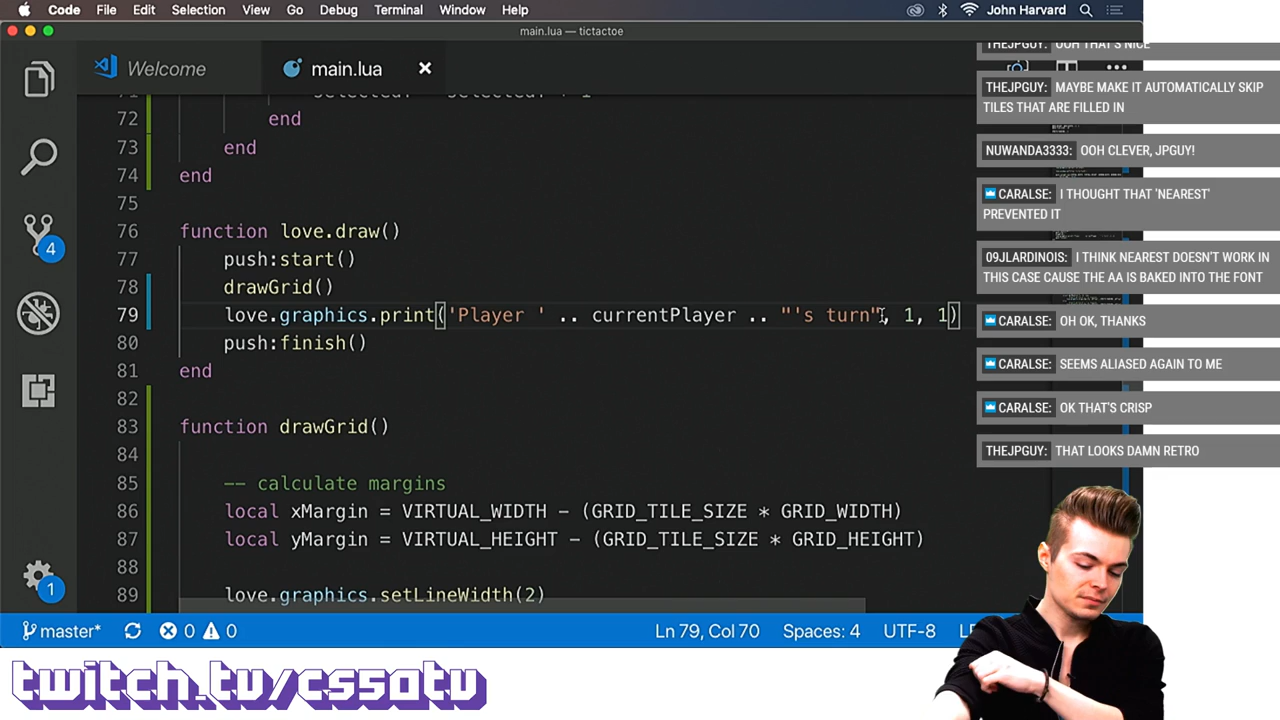 Code File Edit Selection View Go Debug Terminal Window Help John Harvard
main.lua — tictactoe
Welcome main.lua
72 end
73 end
74 end
75
76 function love.draw()
77 push:start()
78 drawGrid()
79 love.graphics.print('Player ' .. currentPlayer .. "'s turn", 1, 1)
80 push:finish()
81 end
82
83 function drawGrid()
84
85 -- calculate margins
86 local xMargin = VIRTUAL_WIDTH - (GRID_TILE_SIZE * GRID_WIDTH)
87 local yMargin = VIRTUAL_HEIGHT - (GRID_TILE_SIZE * GRID_HEIGHT)
88
89 love.graphics.setLineWidth(2)
4
1
master* 0 0 Ln 79, Col 70 Spaces: 4 UTF-8
THEJPGUY: OOH THAT'S NICE
THEJPGUY: MAYBE MAKE IT AUTOMATICALLY SKIP
TILES THAT ARE FILLED IN
NUWANDA3333: OOH CLEVER, JPGUY!
CARALSE: I THOUGHT THAT 'NEAREST'
PREVENTED IT
09JLARDINOIS: I THINK NEAREST DOESN'T WORK IN
THIS CASE CAUSE THE AA IS BAKED INTO THE FONT
CARALSE: OH OK, THANKS
CARALSE: SEEMS ALIASED AGAIN TO ME
CARALSE: OK THAT'S CRISP
THEJPGUY: THAT LOOKS DAMN RETRO
twitch.tv/cs50tv